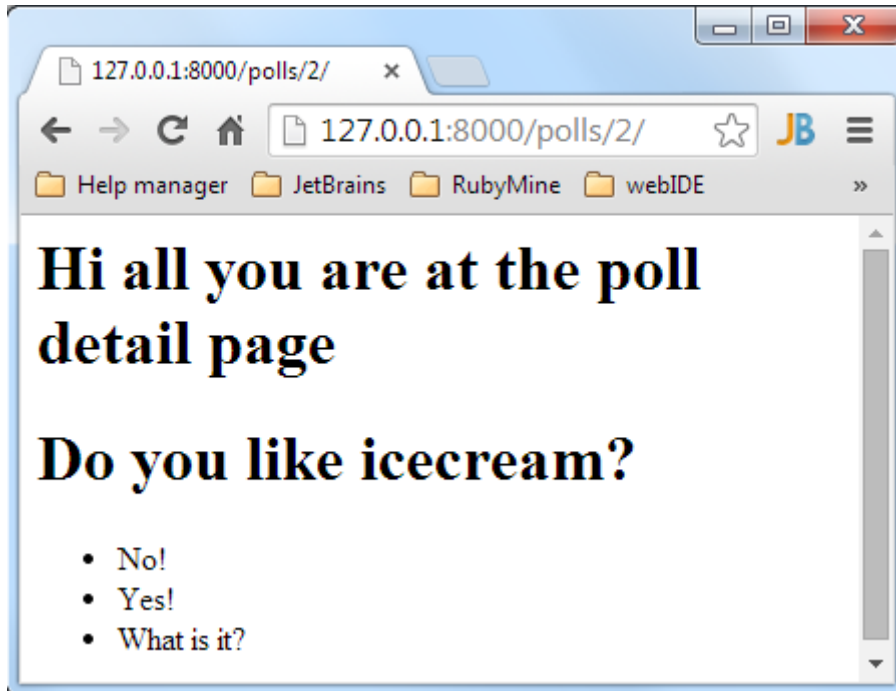 127.0.0.1:8000/polls/2/
127.0.0.1:8000/polls/2/ JB
Help manager JetBrains RubyMine webIDE »
Hi all you are at the poll
detail page
Do you like icecream?
• No!
• Yes!
• What is it?